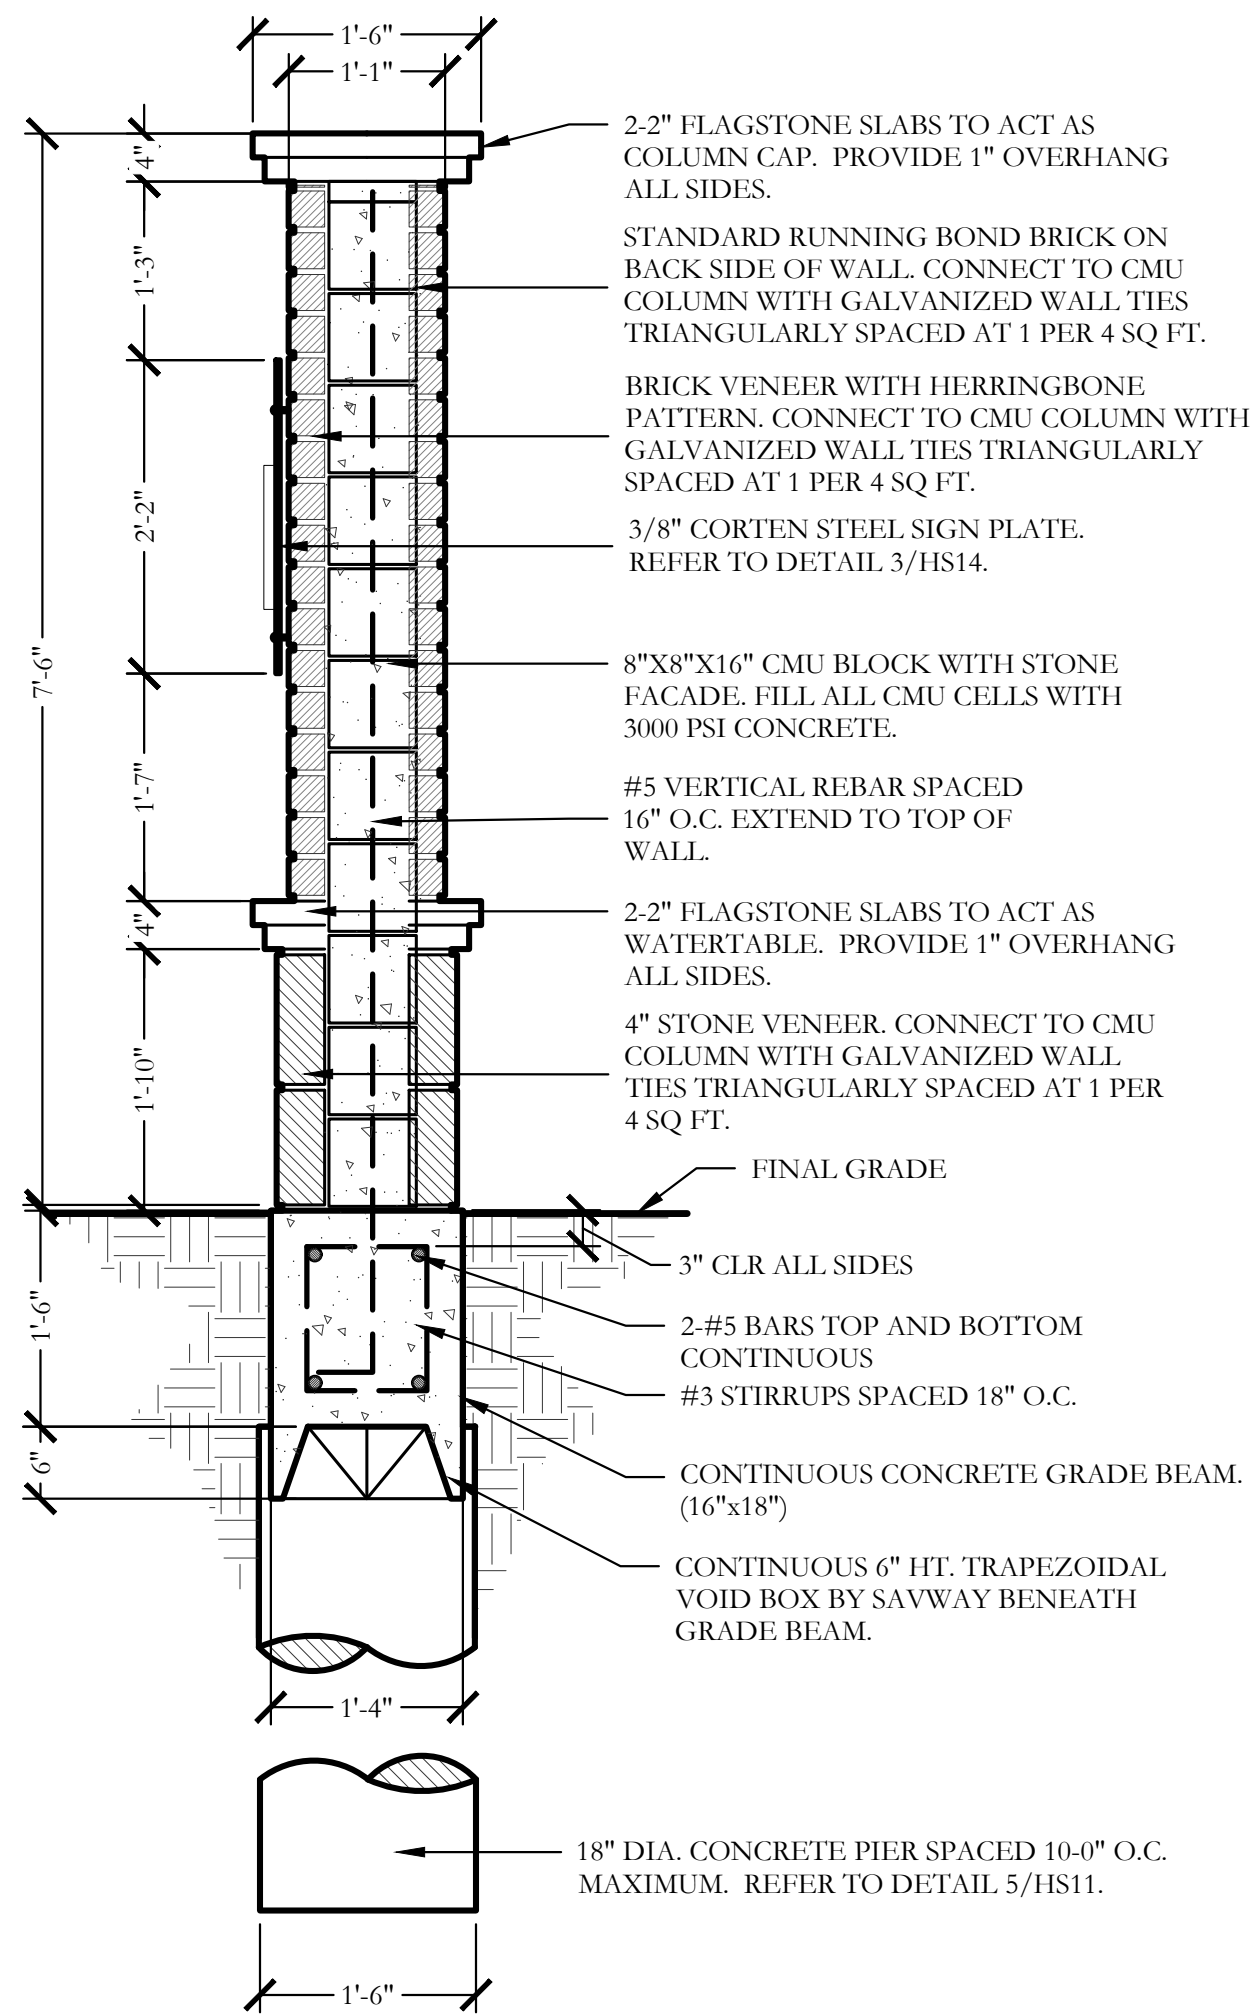 1'-6"
1'-1"
4"
1'-3"
2'-2"
7'-6"
1'-7"
4"
1'-10"
1'-6"
6"
2-2" FLAGSTONE SLABS TO ACT AS
COLUMN CAP. PROVIDE 1" OVERHANG
ALL SIDES.
STANDARD RUNNING BOND BRICK ON
BACK SIDE OF WALL. CONNECT TO CMU
COLUMN WITH GALVANIZED WALL TIES
TRIANGULARLY SPACED AT 1 PER 4 SQ FT.
BRICK VENEER WITH HERRINGBONE
PATTERN. CONNECT TO CMU COLUMN WITH
GALVANIZED WALL TIES TRIANGULARLY
SPACED AT 1 PER 4 SQ FT.
3/8" CORTEN STEEL SIGN PLATE.
REFER TO DETAIL 3/HS14.
8"X8"X16" CMU BLOCK WITH STONE
FACADE. FILL ALL CMU CELLS WITH
3000 PSI CONCRETE.
#5 VERTICAL REBAR SPACED
16" O.C. EXTEND TO TOP OF
WALL.
2-2" FLAGSTONE SLABS TO ACT AS
WATERTABLE. PROVIDE 1" OVERHANG
ALL SIDES.
4" STONE VENEER. CONNECT TO CMU
COLUMN WITH GALVANIZED WALL
TIES TRIANGULARLY SPACED AT 1 PER
4 SQ FT.
FINAL GRADE
3" CLR ALL SIDES
2-#5 BARS TOP AND BOTTOM
CONTINUOUS
#3 STIRRUPS SPACED 18" O.C.
CONTINUOUS CONCRETE GRADE BEAM.
(16"x18")
CONTINUOUS 6" HT. TRAPEZOIDAL
VOID BOX BY SAVWAY BENEATH
GRADE BEAM.
1'-4"
18" DIA. CONCRETE PIER SPACED 10-0" O.C.
MAXIMUM. REFER TO DETAIL 5/HS11.
1'-6"